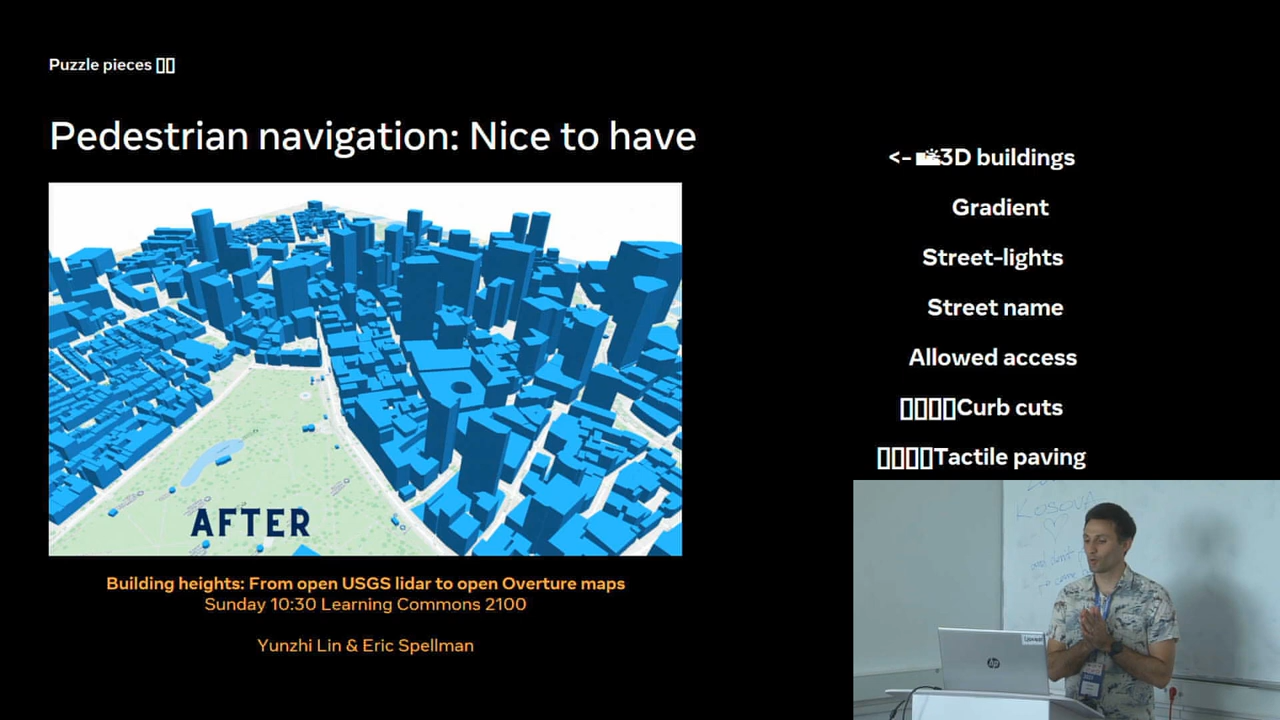 Puzzle pieces
Pedestrian navigation: Nice to have
<- 3D buildings
Gradient
Street-lights
Street name
Allowed access
Curb cuts
Tactile paving
AFTER
Building heights: From open USGS lidar to open Overture maps
Sunday 10:30 Learning Commons 2100
Yunzhi Lin & Eric Spellman
KOSOVA
hp